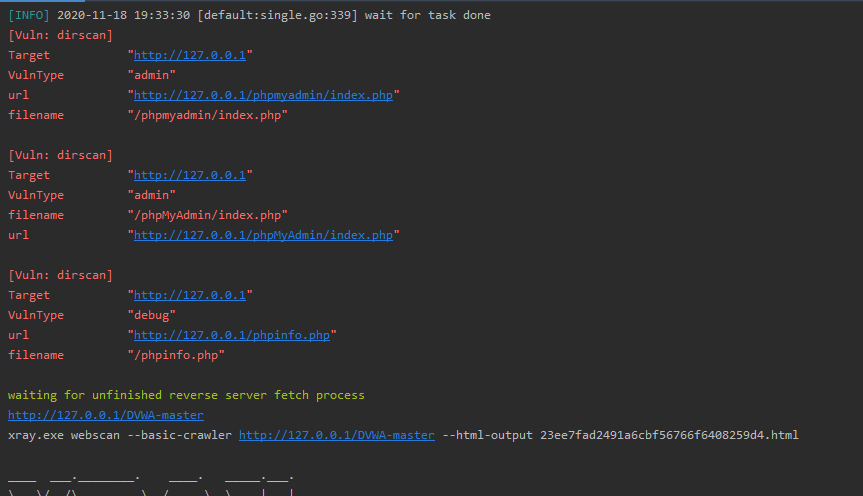 [INFO] 2020-11-18 19:33:30 [default:single.go:339] wait for task done
[Vuln: dirscan]
Target "http://127.0.0.1"
VulnType "admin"
url "http://127.0.0.1/phpmyadmin/index.php"
filename "/phpmyadmin/index.php"
[Vuln: dirscan]
Target "http://127.0.0.1"
VulnType "admin"
filename "/phpMyAdmin/index.php"
url "http://127.0.0.1/phpMyAdmin/index.php"
[Vuln: dirscan]
Target "http://127.0.0.1"
VulnType "debug"
url "http://127.0.0.1/phpinfo.php"
filename "/phpinfo.php"
waiting for unfinished reverse server fetch process
http://127.0.0.1/DVWA-master
xray.exe webscan --basic-crawler http://127.0.0.1/DVWA-master --html-output 23ee7fad2491a6cbf56766f6408259d4.html